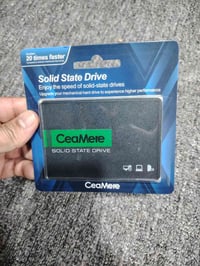 20 times faster
Solid State Drive
Enjoy the speed of solid-state drives
Upgrade your mechanical hard drive to experience higher performance
CeaMere
SOLID STATE DRIVE
CeaMere